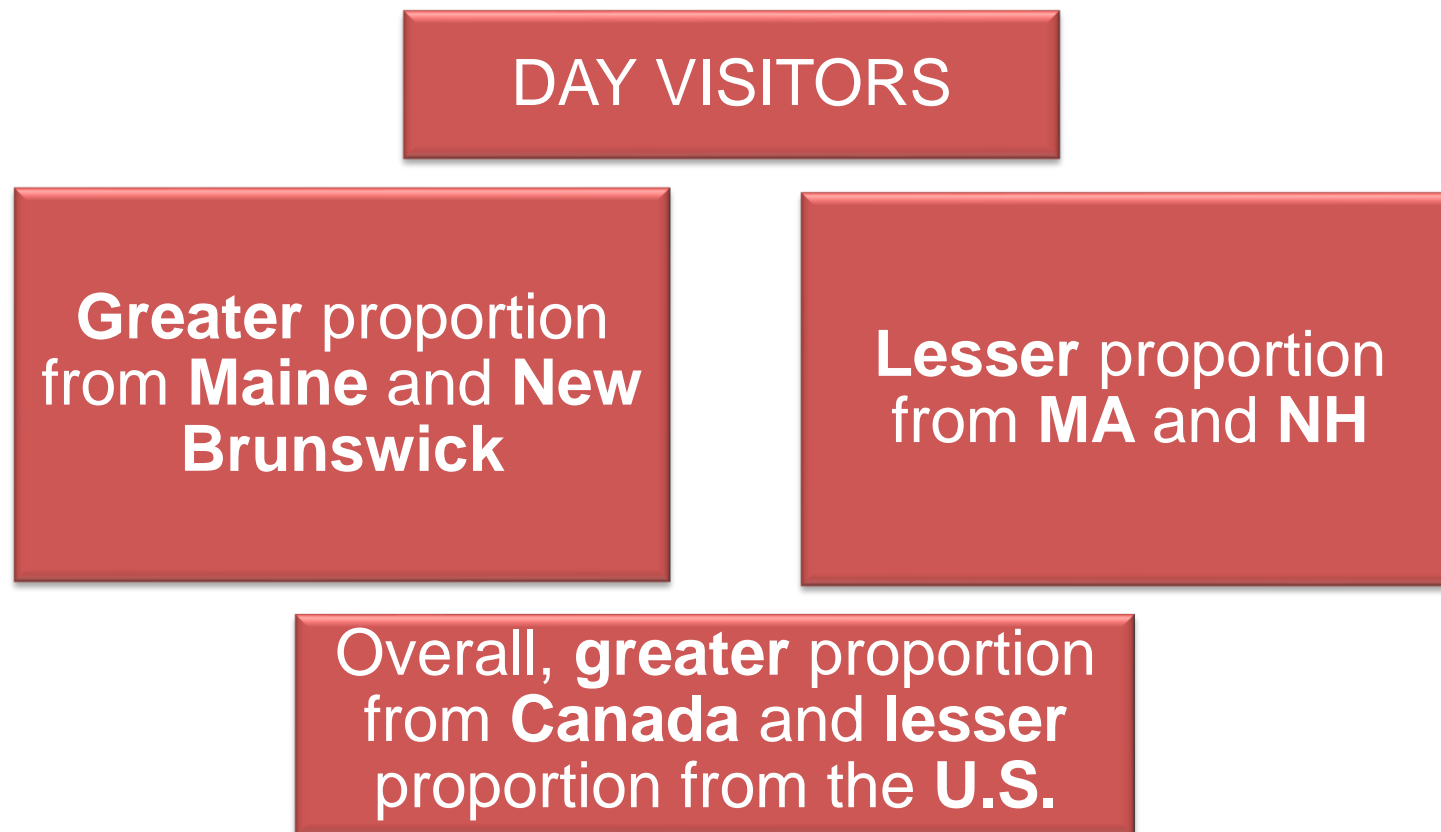 DAY VISITORS
Greater proportion
from Maine and New
Brunswick
Lesser proportion
from MA and NH
Overall, greater proportion
from Canada and lesser
proportion from the U.S.